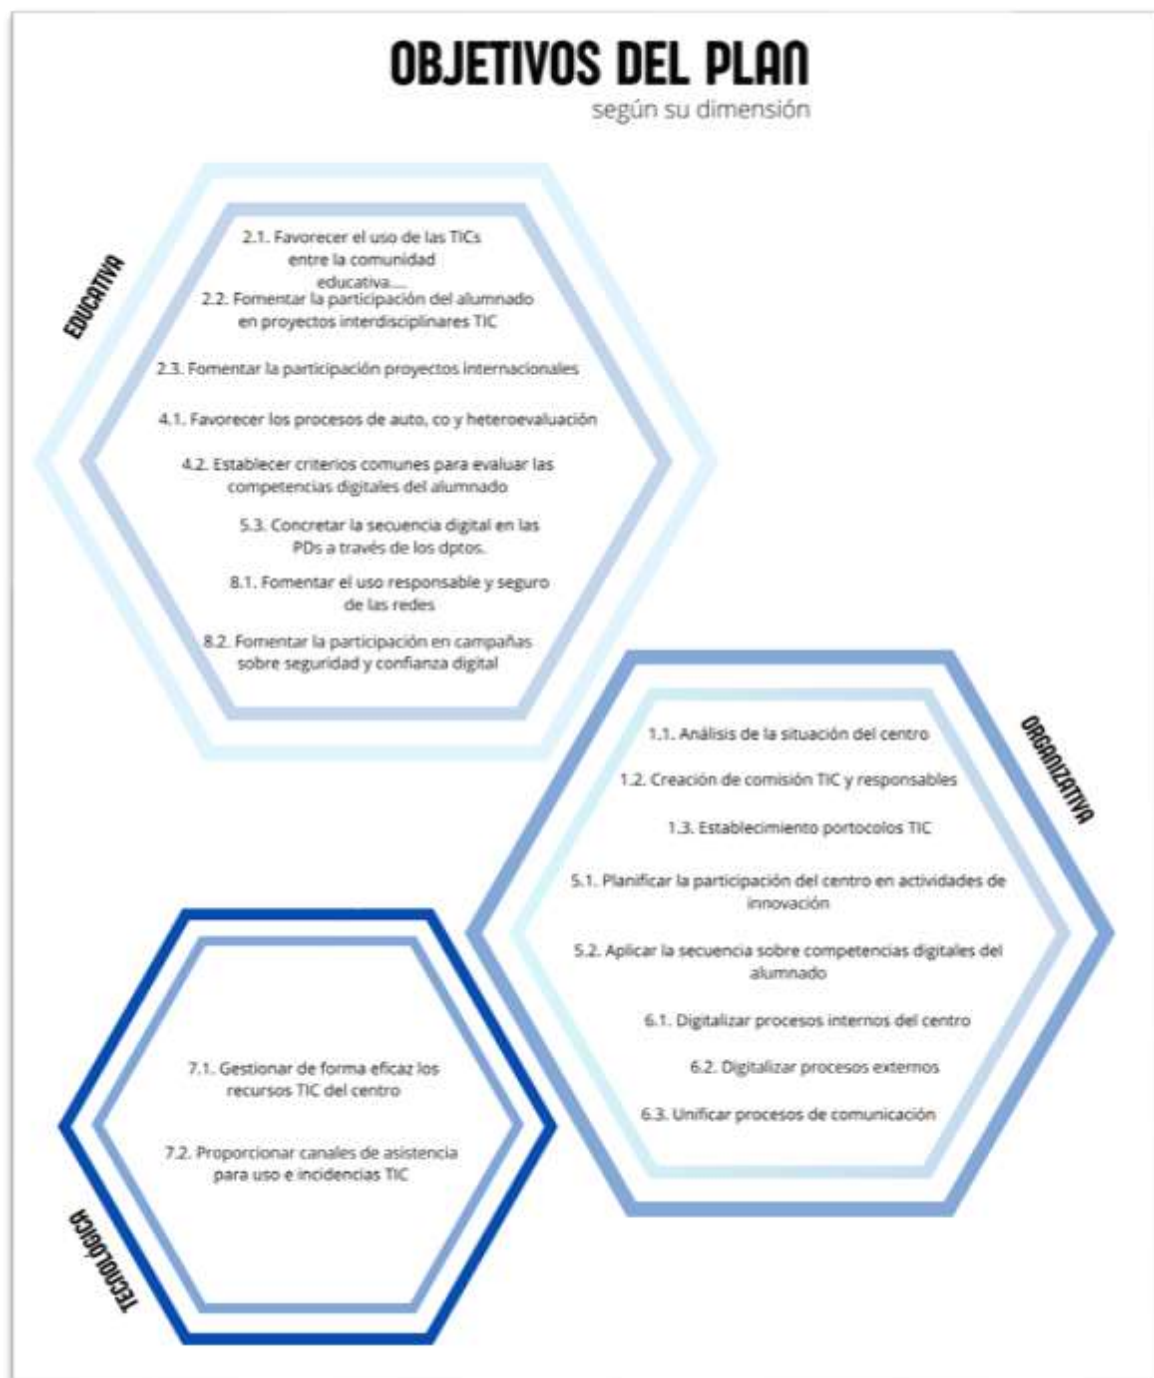 OBJETIVOS DEL PLAN
según su dimensión
EDUCATIVA
2.1. Favorecer el uso de las TICs
entre la comunidad
educativa....
2.2. Fomentar la participación del alumnado
en proyectos interdisciplinares TIC
2.3. Fomentar la participación proyectos internacionales
4.1. Favorecer los procesos de auto, co y heteroevaluación
4.2. Establecer criterios comunes para evaluar las
competencias digitales del alumnado
5.3. Concretar la secuencia digital en las
PDs a través de los dptos.
8.1. Fomentar el uso responsable y seguro
de las redes
8.2. Fomentar la participación en campañas
sobre seguridad y confianza digital
ORGANIZATIVA
1.1. Análisis de la situación del centro
1.2. Creación de comisión TIC y responsables
1.3. Establecimiento portocolos TIC
5.1. Planificar la participación del centro en actividades de
innovación
5.2. Aplicar la secuencia sobre competencias digitales del
alumnado
6.1. Digitalizar procesos internos del centro
6.2. Digitalizar procesos externos
6.3. Unificar procesos de comunicación
7.1. Gestionar de forma eficaz los
recursos TIC del centro
7.2. Proporcionar canales de asistencia
para uso e incidencias TIC
TECNOLÓGICA